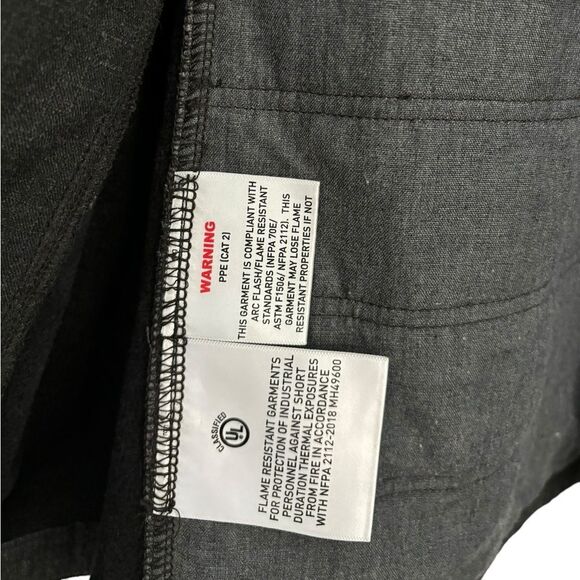 WARNING
PPE (CAT 2)
THIS GARMENT IS COMPLIANT WITH
ARC FLASH/FLAME RESISTANT
STANDARDS (NFPA 70E/
ASTM F1506/ NFPA 2112). THIS
GARMENT MAY LOSE FLAME
RESISTANT PROPERTIES IF NOT
CLASSIFIED
UL
FLAME RESISTANT GARMENTS
FOR PROTECTION OF INDUSTRIAL
PERSONNEL AGAINST SHORT
DURATION THERMAL EXPOSURES
FROM FIRE IN ACCORDANCE
WITH NFPA 2112-2018 MH49600